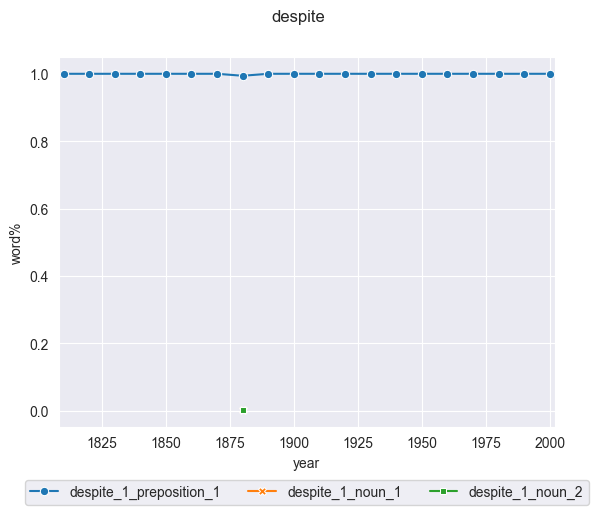 despite
1.0
0.8
0.6
0.4
0.2
0.0
word%
1825 1850 1875 1900 1925 1950 1975 2000
year
despite_1_preposition_1 despite_1_noun_1 despite_1_noun_2